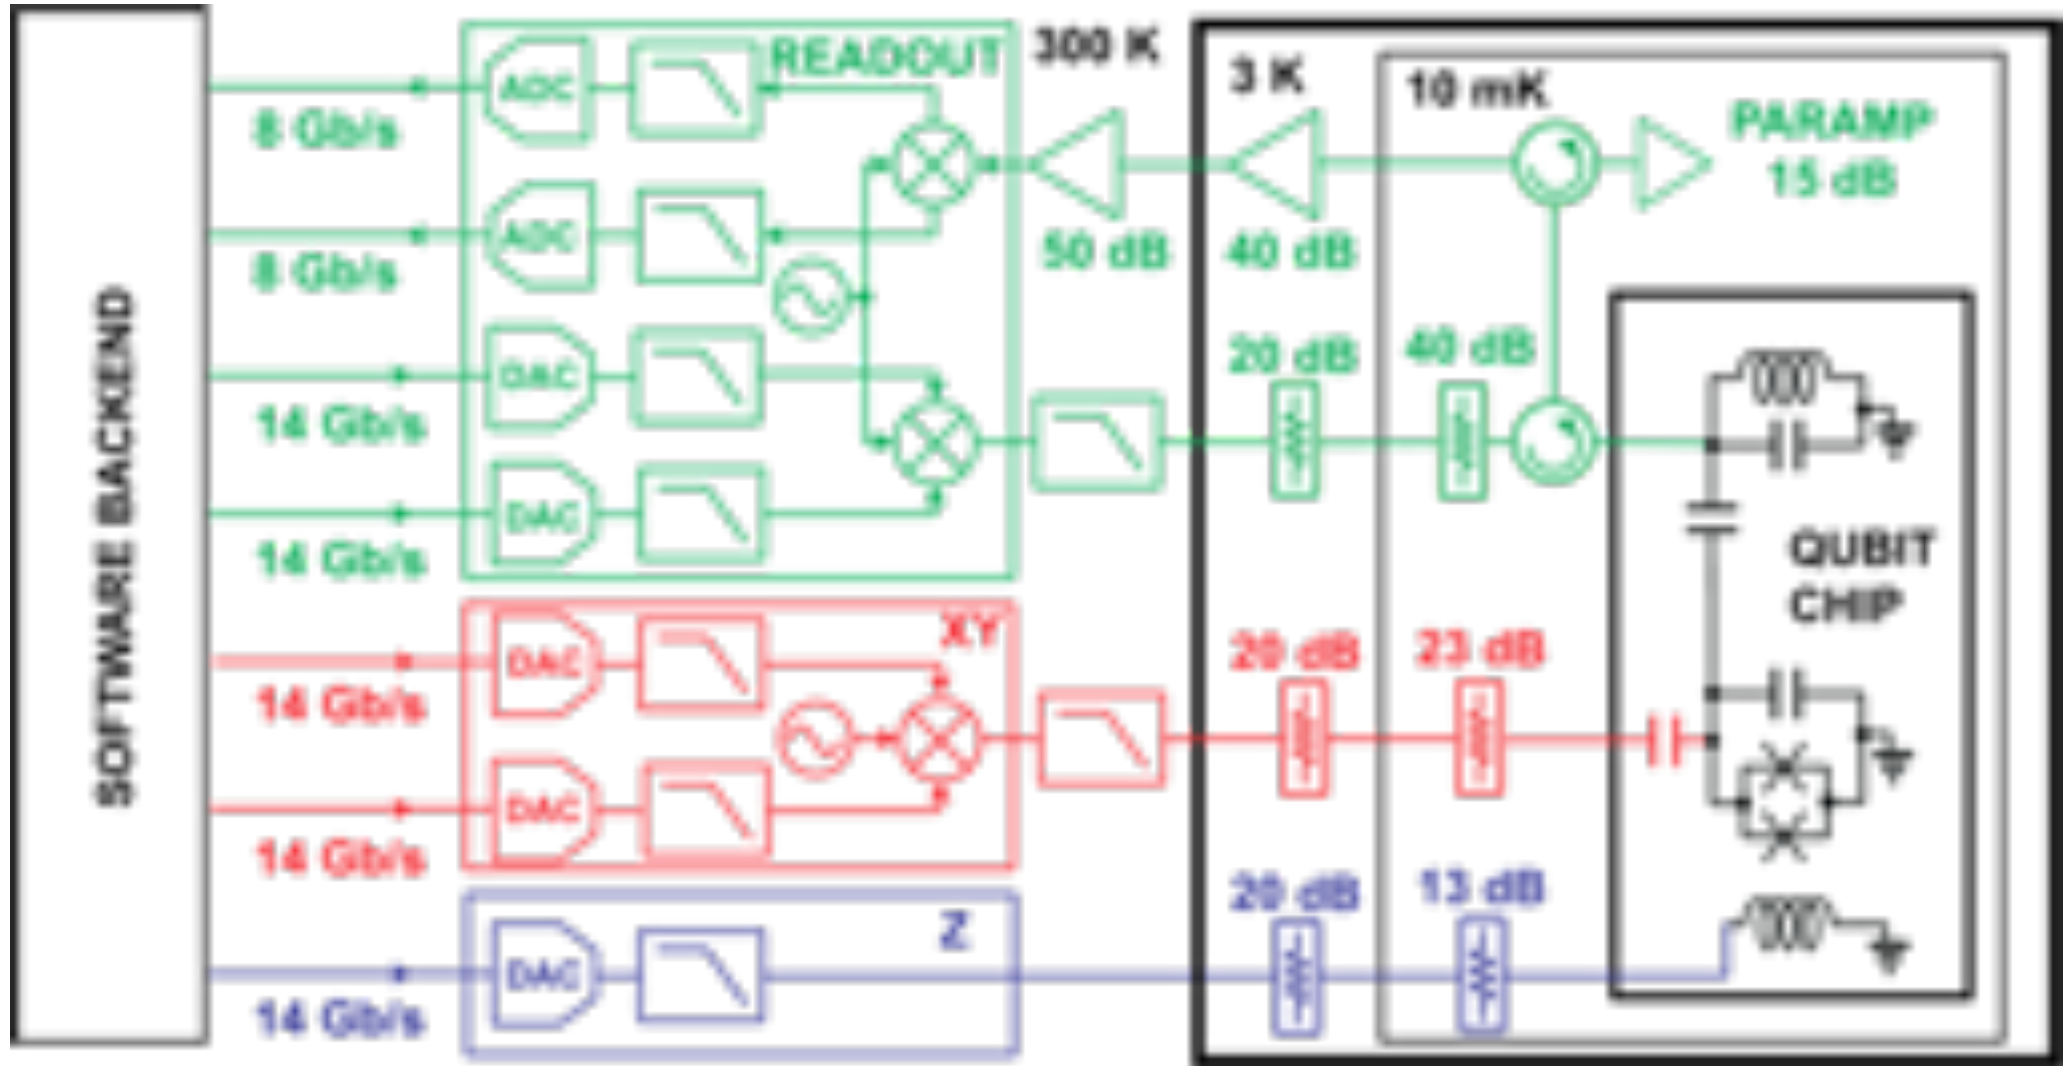 SOFTWARE BACKEND
READOUT
ADC
8 Gb/s
ADC
8 Gb/s
DAC
14 Gb/s
DAC
14 Gb/s
XY
DAC
14 Gb/s
DAC
14 Gb/s
Z
DAC
14 Gb/s
300 K
50 dB
3 K
40 dB
20 dB
20 dB
20 dB
10 mK
PARAMP
15 dB
40 dB
23 dB
13 dB
QUBIT
CHIP